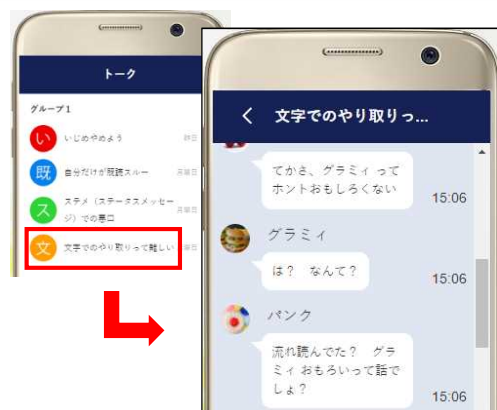 トーク
グループ1
い いじめやめよう 昨日
既 自分だけが既読スルー 月曜日
ス ステメ（ステータスメッセー
ジ）での悪口 月曜日
文 文字でのやり取りって難しい 曜日
く 文字でのやり取りっ...
てかさ、グラミィ って
ホントおもしろくない
15:06
グラミィ
は？ なんて？
15:06
パンク
流れ読んでた？ グラ
ミィ おもろいって話で
しょ？
15:06